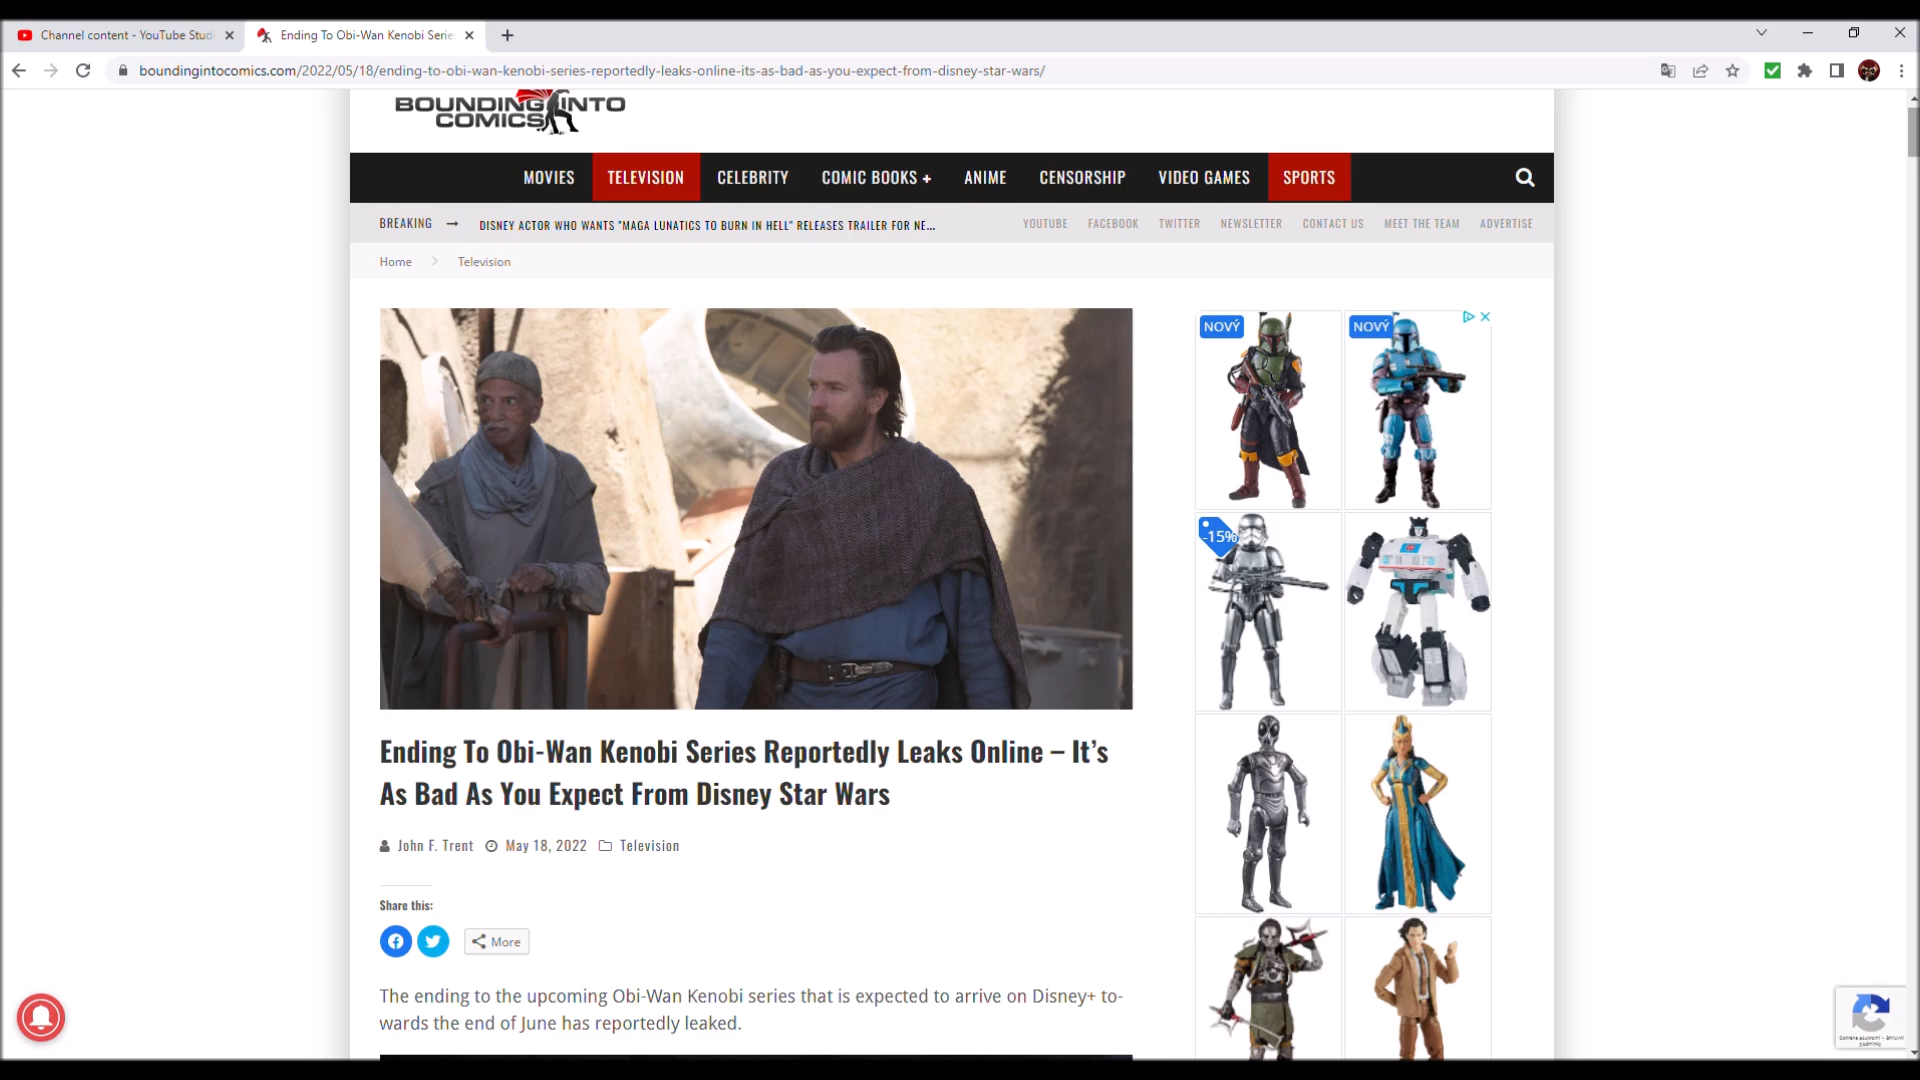 Channel content - YouTube Stud
Ending To Obi-Wan Kenobi Serie
boundingintocomics.com/2022/05/18/ending-to-obi-wan-kenobi-series-reportedly-leaks-online-its-as-bad-as-you-expect-from-disney-star-wars/
BOUNDING INTO
COMICS
MOVIES TELEVISION CELEBRITY COMIC BOOKS + ANIME CENSORSHIP VIDEO GAMES SPORTS
BREAKING → DISNEY ACTOR WHO WANTS "MAGA LUNATICS TO BURN IN HELL" RELEASES TRAILER FOR NE... YOUTUBE FACEBOOK TWITTER NEWSLETTER CONTACT US MEET THE TEAM ADVERTISE
Home Television
NOVÝ NOVÝ
-15%
Ending To Obi-Wan Kenobi Series Reportedly Leaks Online – It's
As Bad As You Expect From Disney Star Wars
John F. Trent May 18, 2022 Television
Share this:
More
The ending to the upcoming Obi-Wan Kenobi series that is expected to arrive on Disney+ to-
wards the end of June has reportedly leaked.